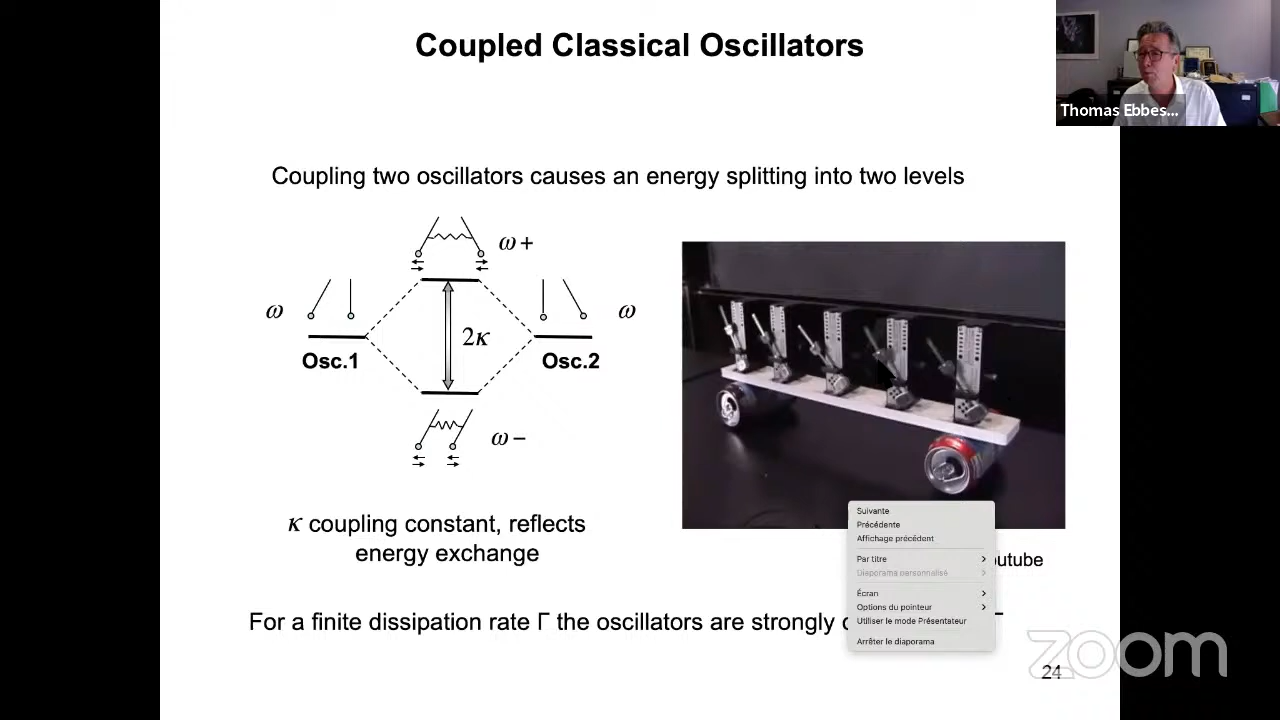 Coupled Classical Oscillators
Thomas Ebbes...
Coupling two oscillators causes an energy splitting into two levels
ω+
ω
ω
2κ
Osc.1
Osc.2
ω−
κ coupling constant, reflects
energy exchange
Suivante
Précédente
Affichage précédent
Par titre
Diaporama personnalisé
Écran
Options du pointeur
Utiliser le mode Présentateur
Arrêter le diaporama
outube
For a finite dissipation rate Γ the oscillators are strongly
zoom
24